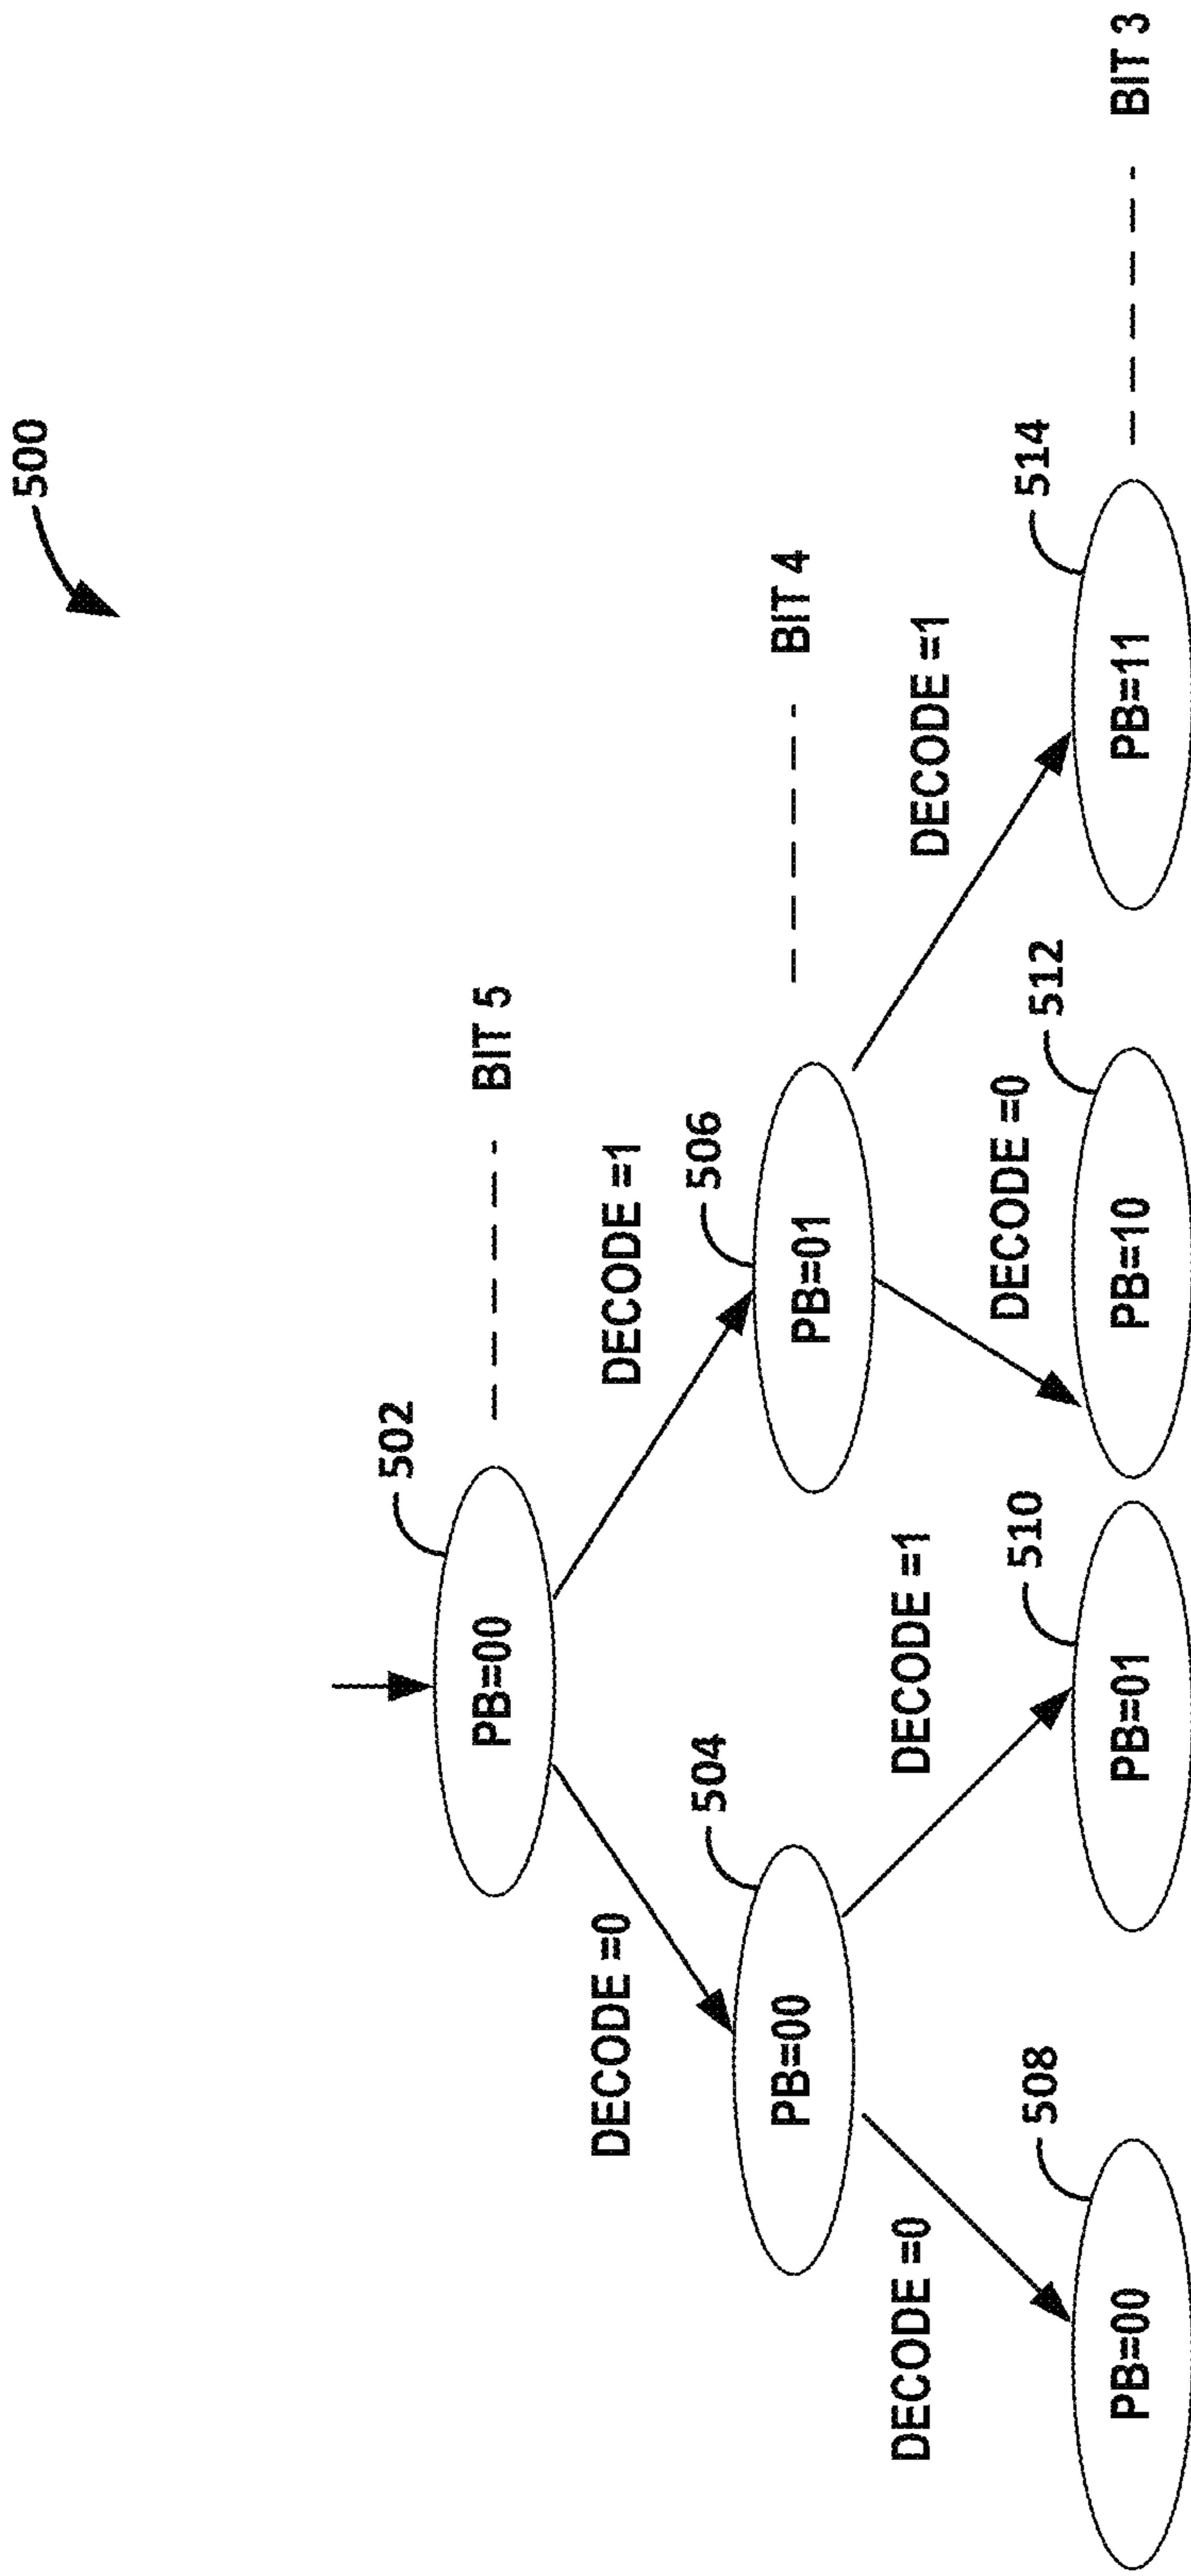 500
502
PB=00
BIT 5
DECODE =0
DECODE =1
504
506
PB=00
PB=01
BIT 4
DECODE =0
DECODE =1
DECODE =0
DECODE =1
508
510
512
514
PB=00
PB=01
PB=10
PB=11
BIT 3